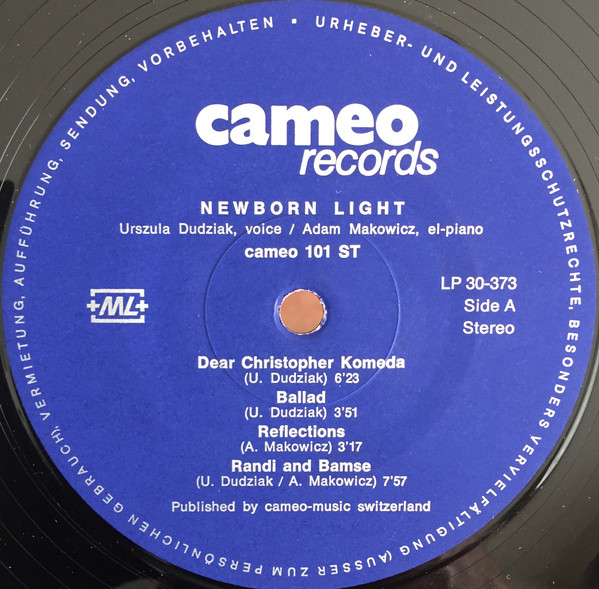 URHEBER- UND LEISTUNGSSCHUTZRECHTE, BESONDERS VERVIELFÄLTIGUNG (AUSSER ZUM PERSÖNLICHEN GEBRAUCH), VERMIETUNG, AUFFÜHRUNG, SENDUNG, VORBEHALTEN •
cameo
records
NEWBORN LIGHT
Urszula Dudziak, voice / Adam Makowicz, el-piano
cameo 101 ST
+ML+
LP 30-373
Side A
Stereo
Dear Christopher Komeda
(U. Dudziak) 6'23
Ballad
(U. Dudziak) 3'51
Reflections
(A. Makowicz) 3'17
Randi and Bamse
(U. Dudziak / A. Makowicz) 7'57
Published by cameo-music switzerland